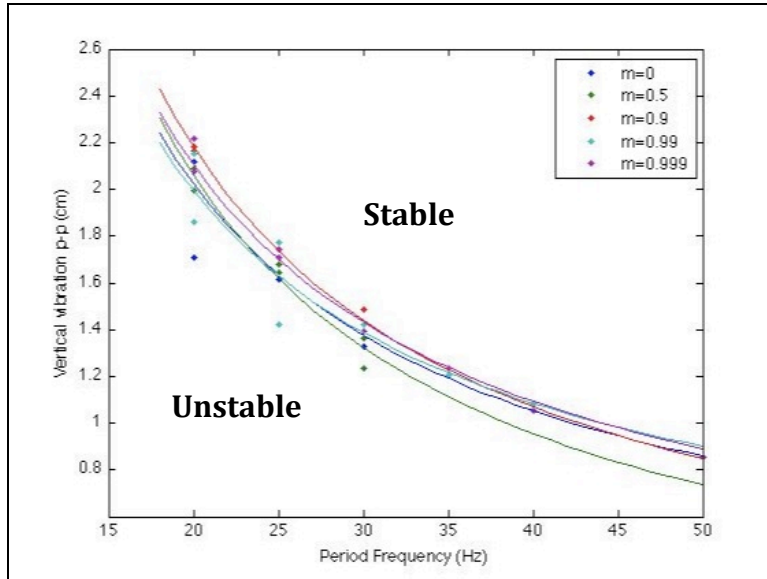 2.6
2.4
2.2
2
1.8
1.6
1.4
1.2
1
0.8
Vertical vibration p-p (cm)
m=0
m=0.5
m=0.9
m=0.99
m=0.999
Stable
Unstable
15 20 25 30 35 40 45 50
Period Frequency (Hz)